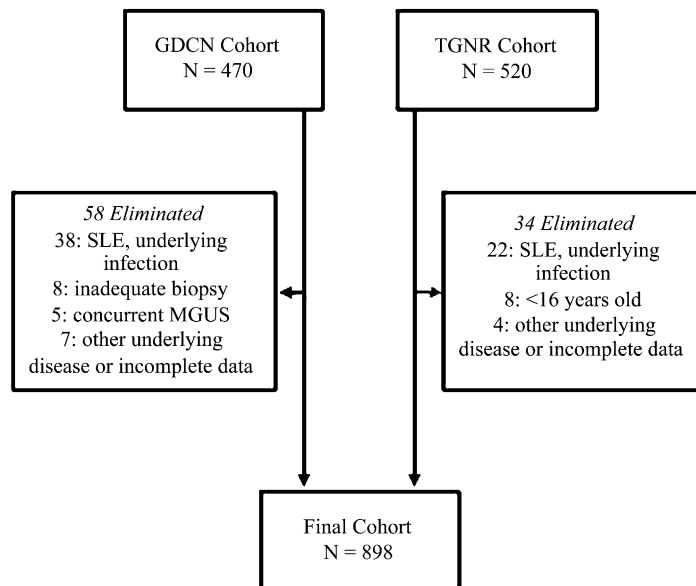 GDCN Cohort
N = 470
TGNR Cohort
N = 520
58 Eliminated
38: SLE, underlying
infection
8: inadequate biopsy
5: concurrent MGUS
7: other underlying
disease or incomplete data
34 Eliminated
22: SLE, underlying
infection
8: <16 years old
4: other underlying
disease or incomplete data
Final Cohort
N = 898